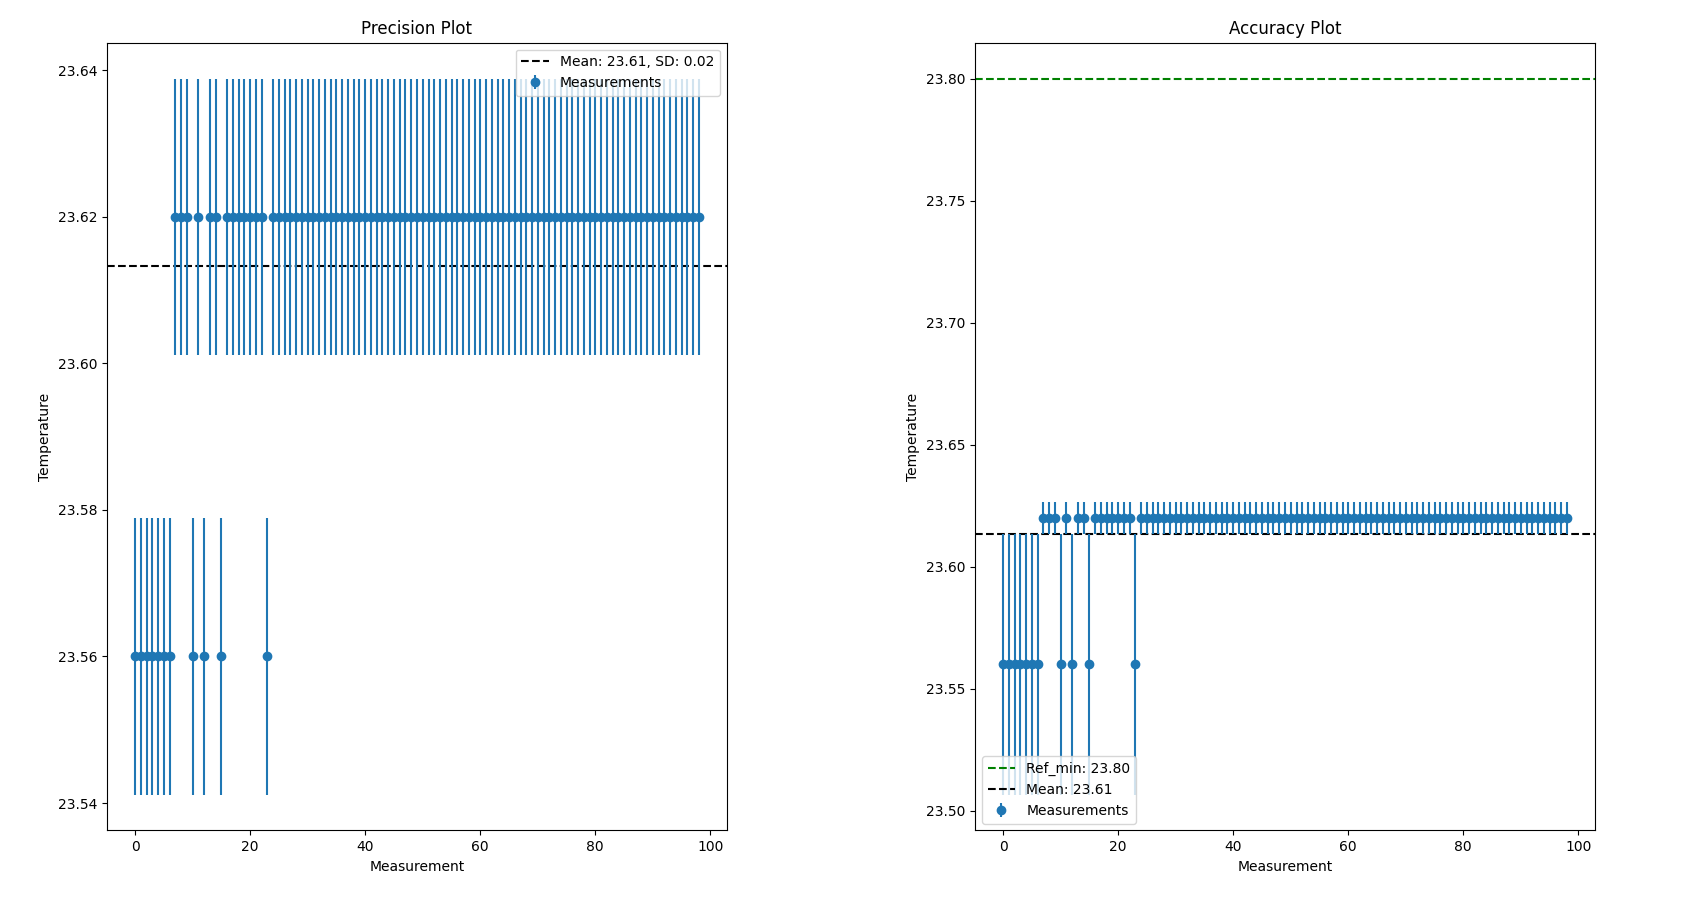 Precision Plot
Mean: 23.61, SD: 0.02
Measurements
23.64
23.62
23.60
23.58
23.56
23.54
Temperature
0 20 40 60 80 100
Measurement
Accuracy Plot
23.80
23.75
23.70
23.65
23.60
23.55
23.50
Temperature
Ref_min: 23.80
Mean: 23.61
Measurements
0 20 40 60 80 100
Measurement